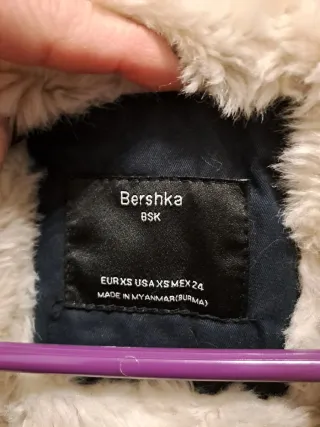 Bershka
BSK
EUR XS USA XS MEX 24
MADE IN MYANMAR (BURMA)